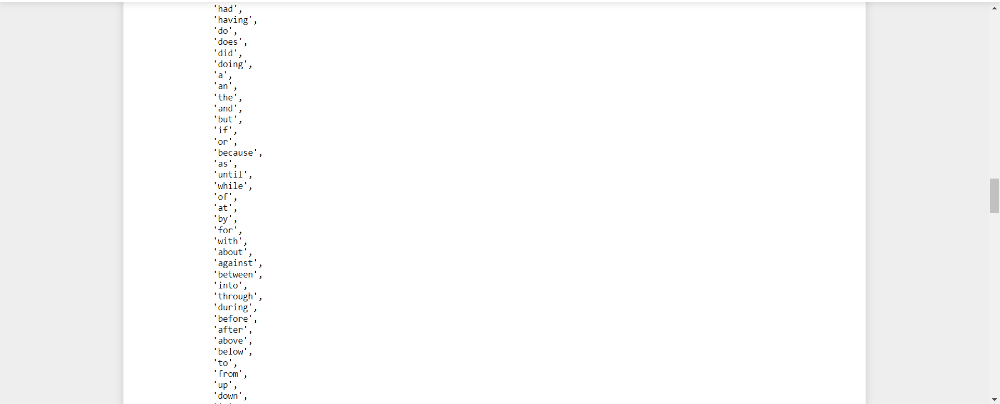 'had',
'having',
'do',
'does',
'did',
'doing',
'a',
'an',
'the',
'and',
'but',
'if',
'or',
'because',
'as',
'until',
'while',
'of',
'at',
'by',
'for',
'with',
'about',
'against',
'between',
'into',
'through',
'during',
'before',
'after',
'above',
'below',
'to',
'from',
'up',
'down',